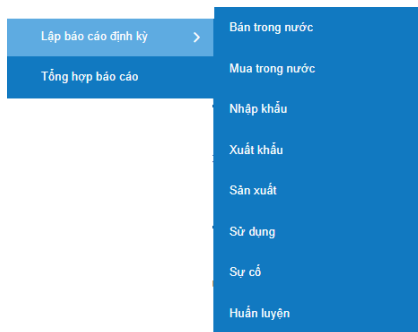 Lập báo cáo định kỳ
Tổng hợp báo cáo
Bán trong nước
Mua trong nước
Nhập khẩu
Xuất khẩu
Sản xuất
Sử dụng
Sự cố
Huấn luyện